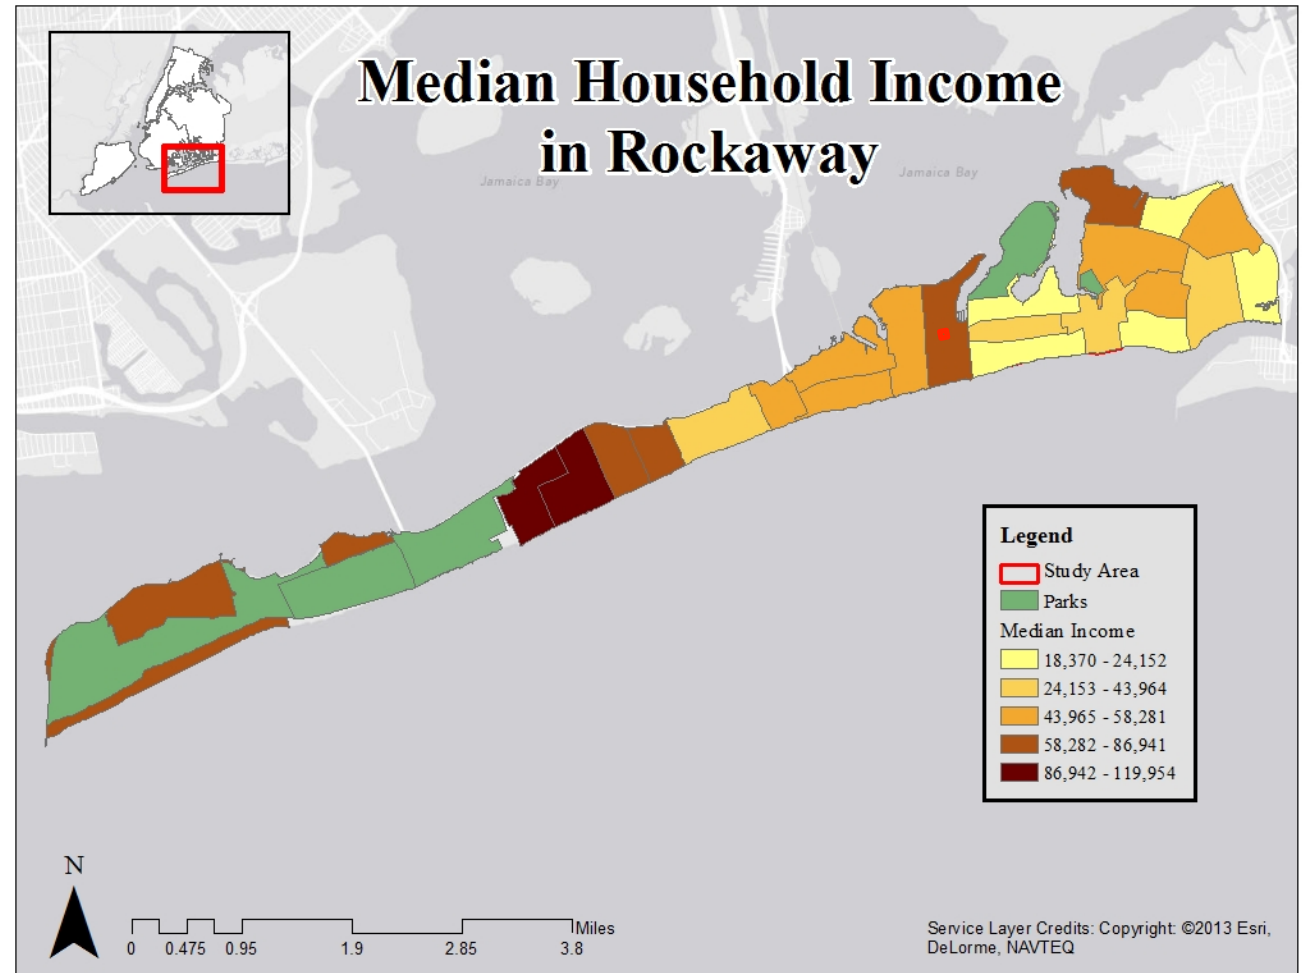 Median Household Income
in Rockaway
Jamaica Bay
Jamaica Bay
Legend
Study Area
Parks
Median Income
18,370 - 24,152
24,153 - 43,964
43,965 - 58,281
58,282 - 86,941
86,942 - 119,954
N
Miles
0 0.475 0.95 1.9 2.85 3.8
Service Layer Credits: Copyright: ©2013 Esri,
DeLorme, NAVTEQ